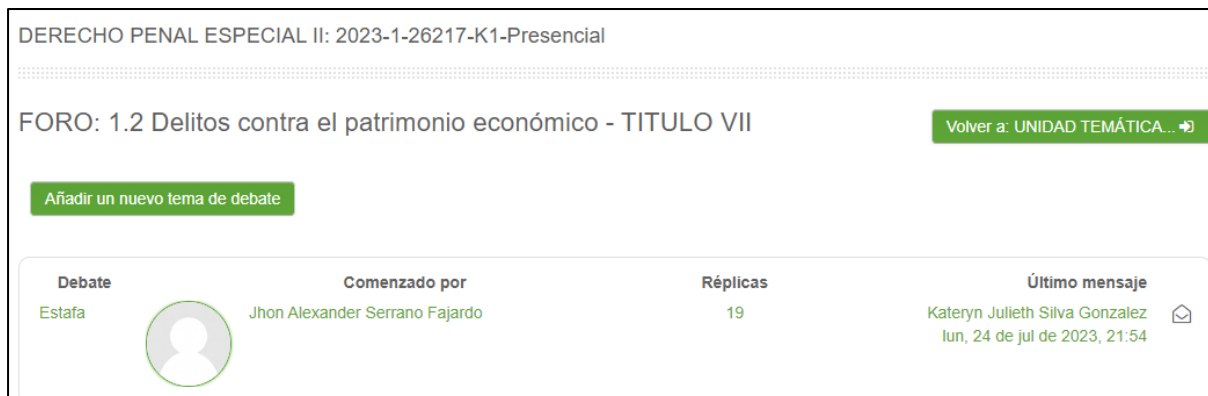 DERECHO PENAL ESPECIAL II: 2023-1-26217-K1-Presencial
FORO: 1.2 Delitos contra el patrimonio económico - TITULO VII
Volver a: UNIDAD TEMÁTICA...
Añadir un nuevo tema de debate
Debate Comenzado por Réplicas Último mensaje
Estafa Jhon Alexander Serrano Fajardo 19 Kateryn Julieth Silva Gonzalez
lun, 24 de jul de 2023, 21:54